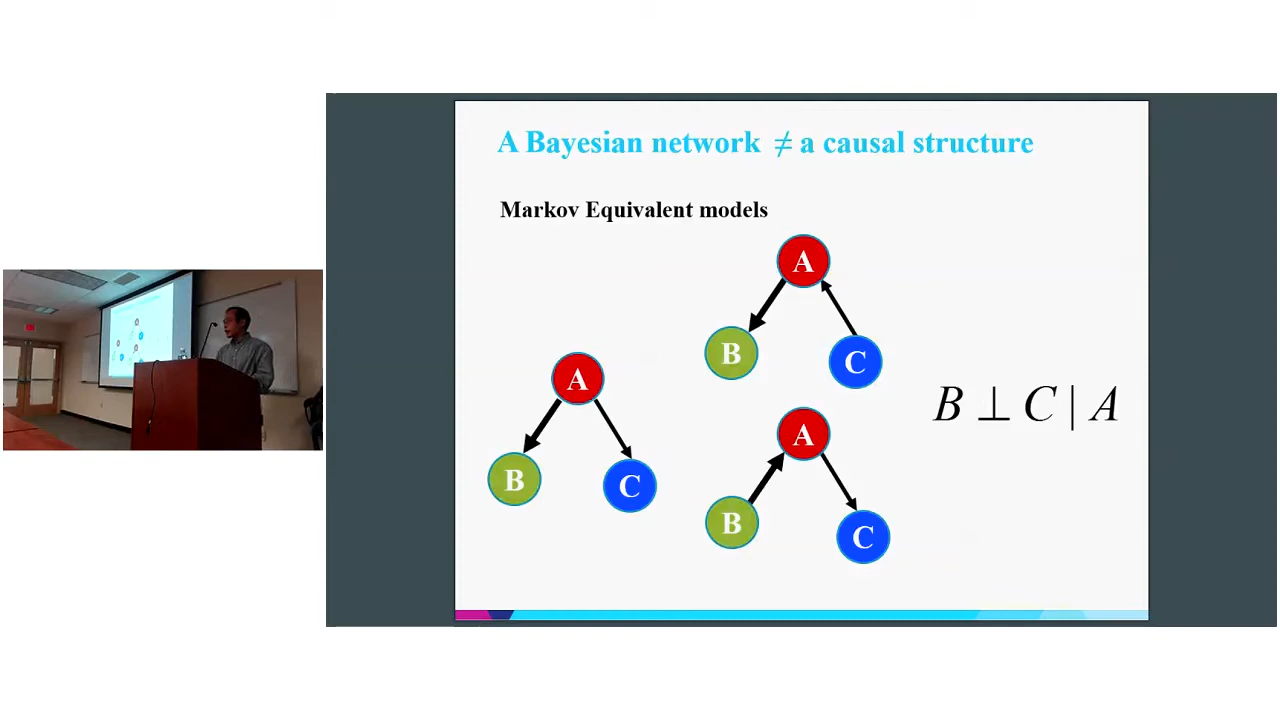 A Bayesian network ≠ a causal structure
Markov Equivalent models
A
B
C
A
B
C
A
B
C
B ⊥ C | A